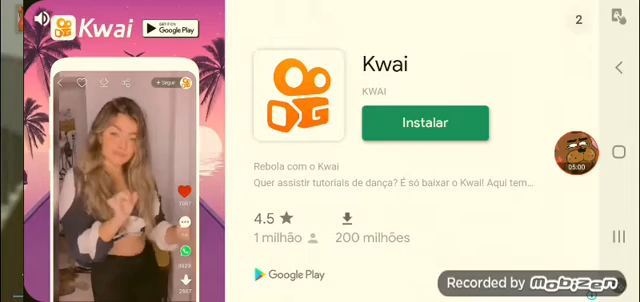 Kwai
GET IT ON
Google Play
+ Seguir
2
Kwai
KWAI
Instalar
Rebola com o Kwai
Quer assistir tutoriais de dança? É só baixar o Kwai! Aqui tem...
4.5
1 milhão
200 milhões
Google Play
05:00
Recorded by mobizen